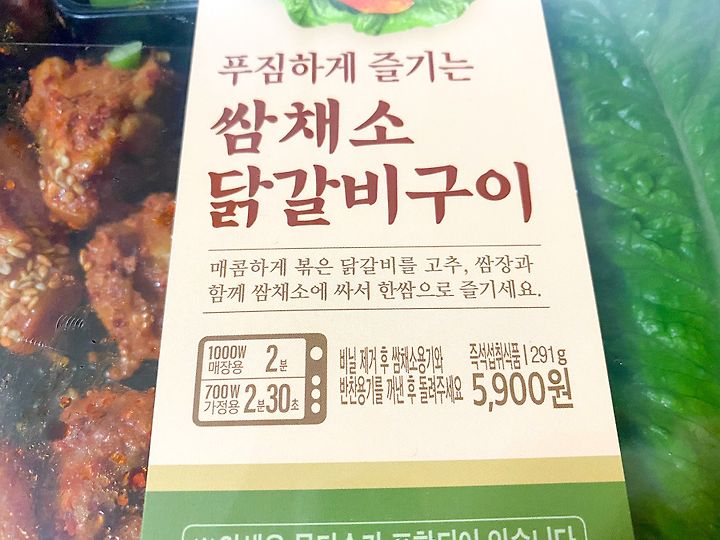 푸짐하게 즐기는
쌈채소
닭갈비구이
매콤하게 볶은 닭갈비를 고추, 쌈장과
함께 쌈채소에 싸서 한쌈으로 즐기세요.
1000W
매장용 2분
700W
가정용 2분30초
비닐 제거 후 쌈채소용기와
반찬용기를 꺼낸 후 돌려주세요
즉석섭취식품 | 291g
5,900원